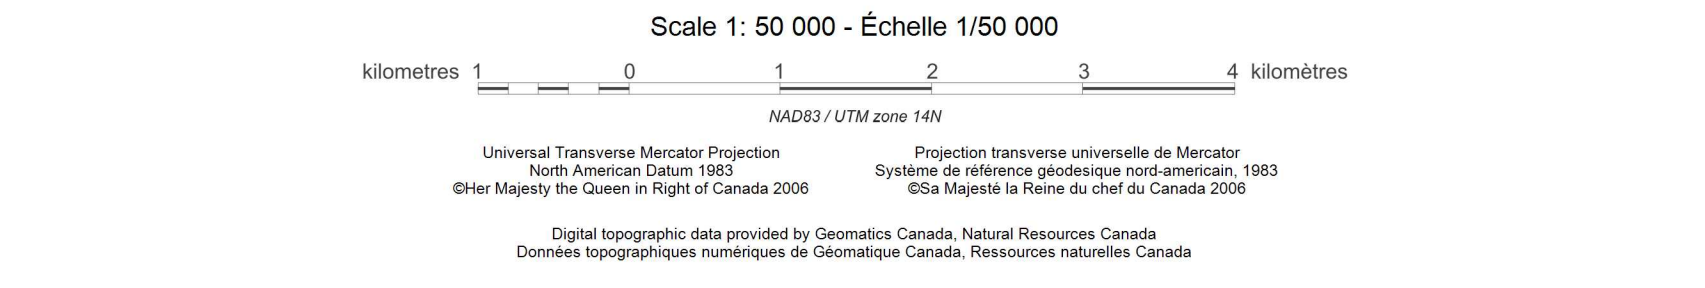 Scale 1: 50 000 - Échelle 1/50 000
kilometres 1 0 1 2 3 4 kilomètres
NAD83 / UTM zone 14N
Universal Transverse Mercator Projection
North American Datum 1983
©Her Majesty the Queen in Right of Canada 2006
Projection transverse universelle de Mercator
Système de référence géodesique nord-americain, 1983
©Sa Majesté la Reine du chef du Canada 2006
Digital topographic data provided by Geomatics Canada, Natural Resources Canada
Données topographiques numériques de Géomatique Canada, Ressources naturelles Canada